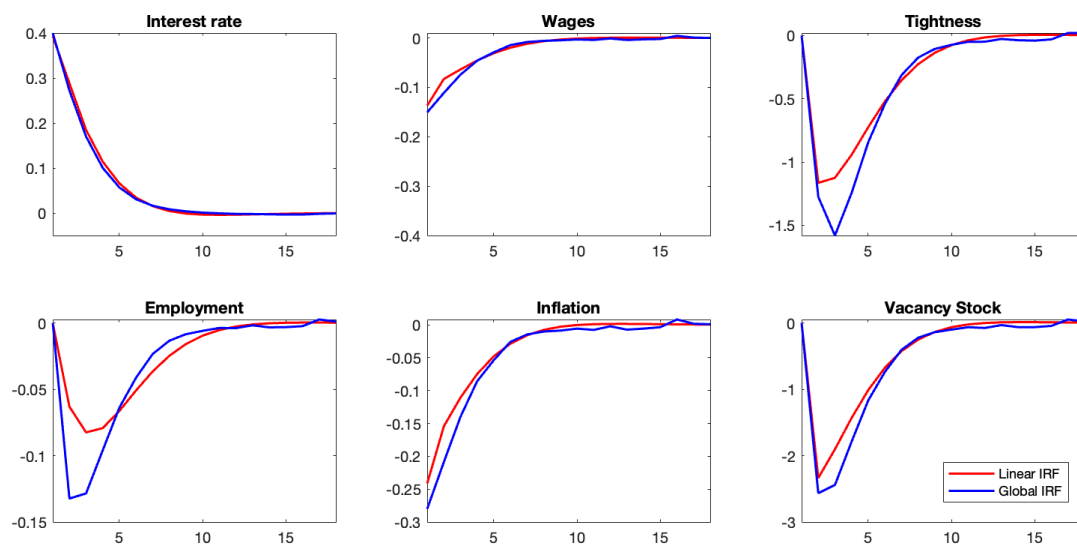 Interest rate
0.4
0.3
0.2
0.1
0
5 10 15
Wages
0
-0.1
-0.2
-0.3
-0.4
5 10 15
Tightness
0
-0.5
-1
-1.5
5 10 15
Employment
0
-0.05
-0.1
-0.15
5 10 15
Inflation
0
-0.05
-0.1
-0.15
-0.2
-0.25
-0.3
5 10 15
Vacancy Stock
0
-1
-2
-3
5 10 15
Linear IRF
Global IRF